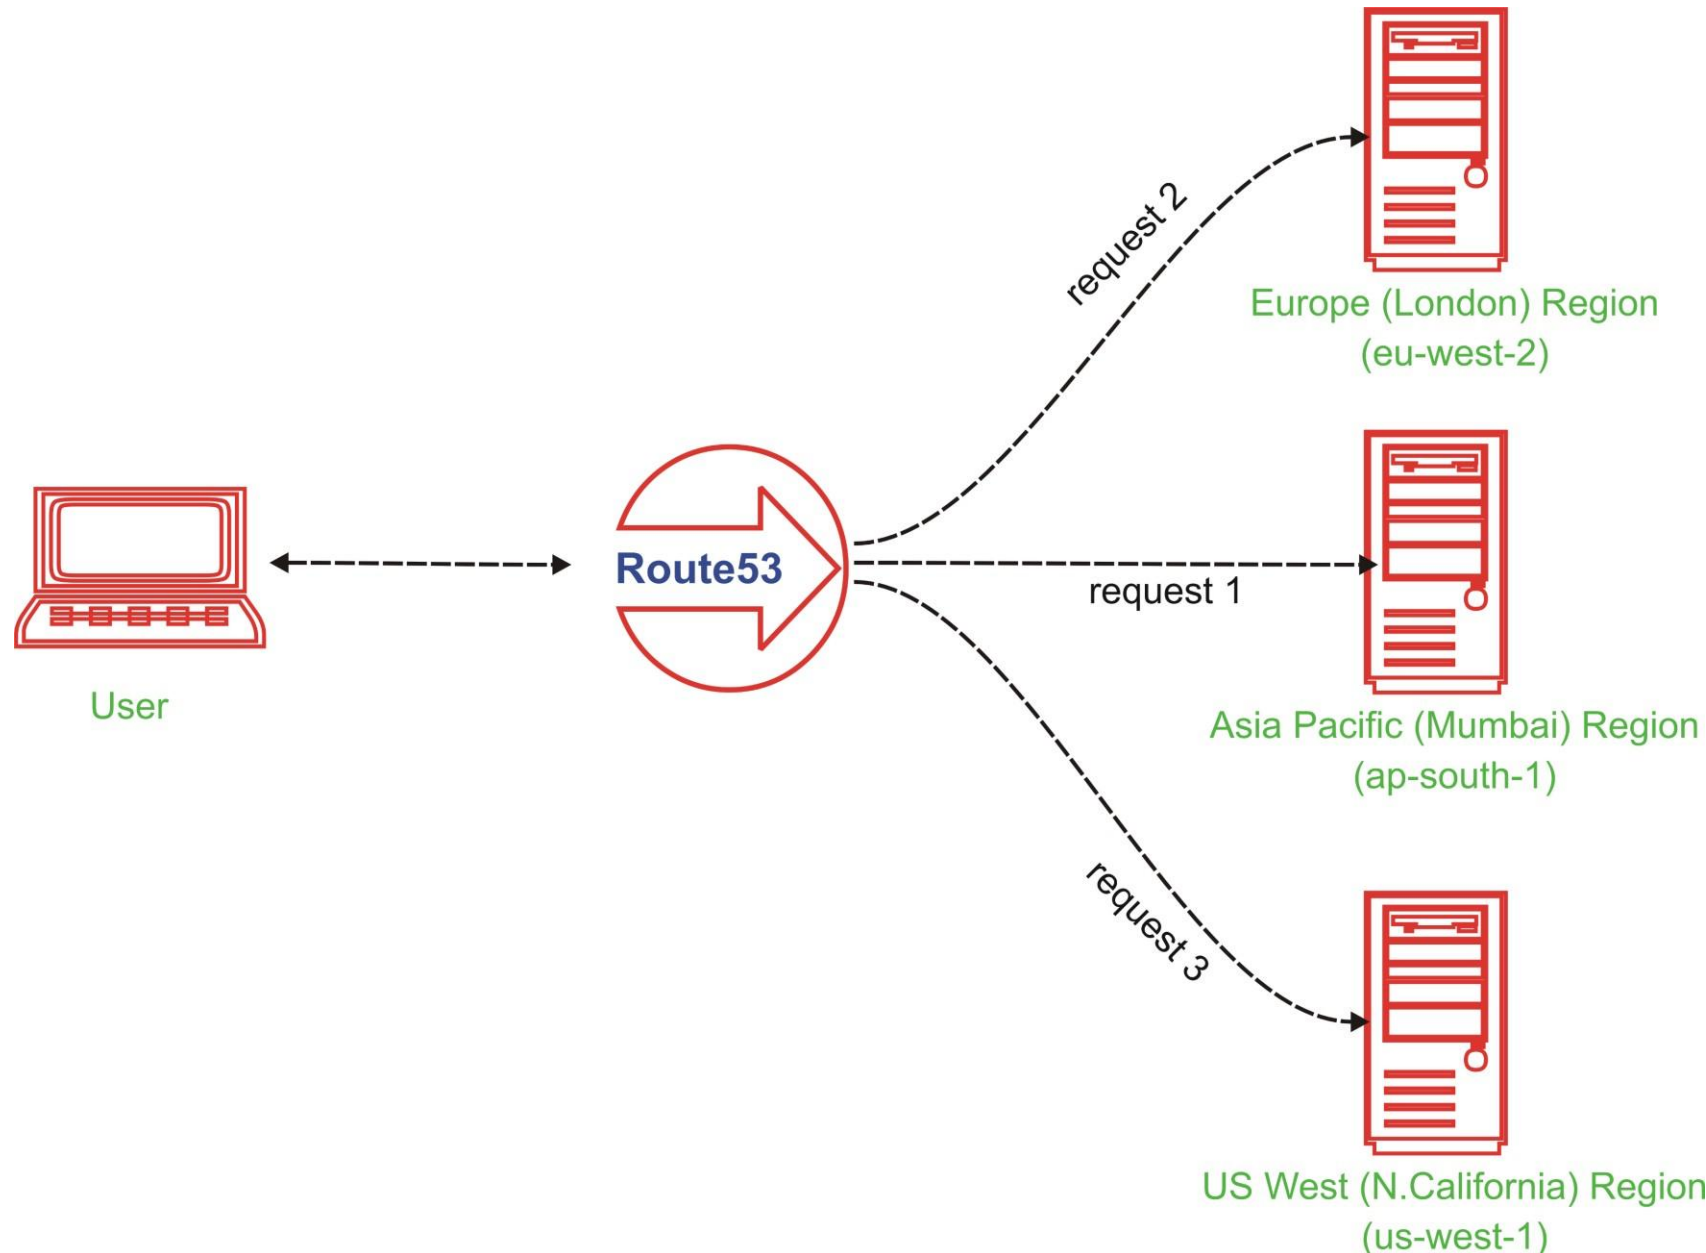 request 2
Europe (London) Region
(eu-west-2)
Route53
request 1
User
Asia Pacific (Mumbai) Region
(ap-south-1)
request 3
US West (N.California) Region
(us-west-1)